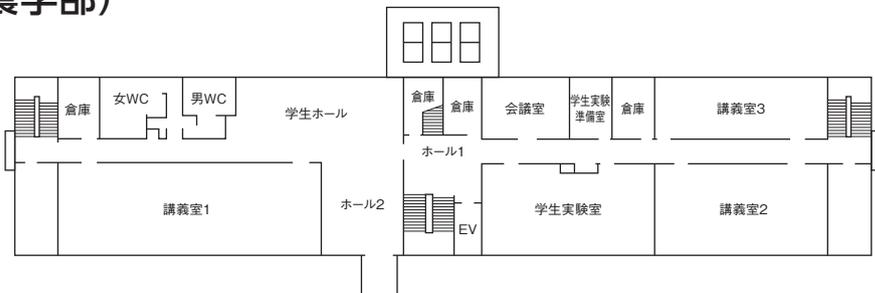 農学部）
倉庫
女WC
男WC
学生ホール
倉庫
倉庫
会議室
学生実験
準備室
倉庫
講義室3
ホール1
講義室1
ホール2
EV
学生実験室
講義室2